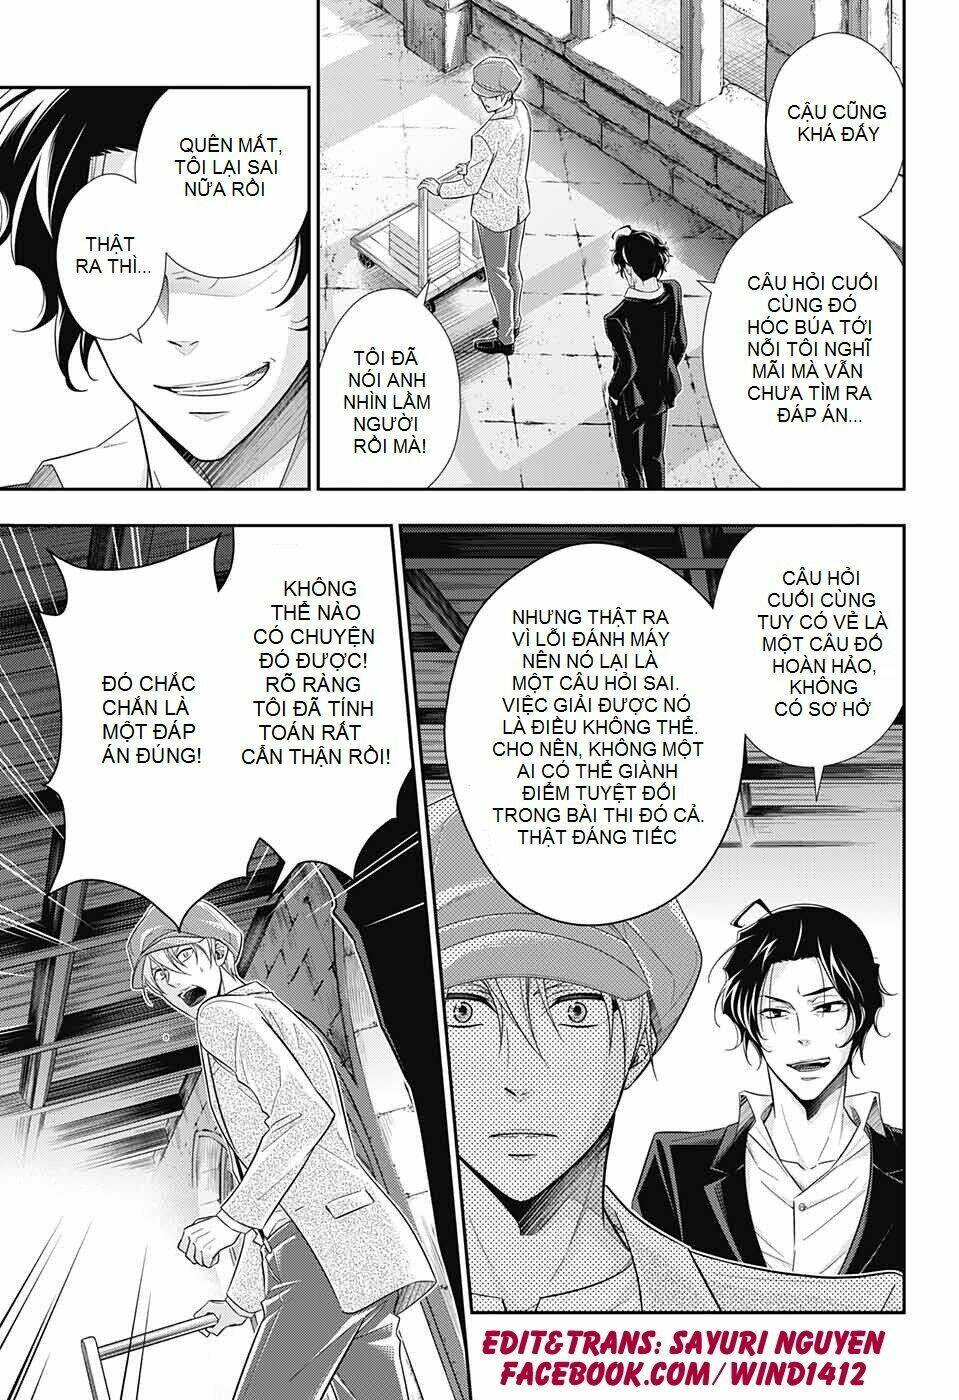 CẬU CŨNG
KHÁ ĐẤY
CÂU HỎI CUỐI
CÙNG ĐÓ
HÓC BÚA TỚI
NỖI TÔI NGHĨ
MÃI MÀ VẪN
CHƯA TÌM RA
ĐÁP ÁN...
TÔI ĐÃ
NÓI ANH
NHÌN LẦM
NGƯỜI
RỒI MÀ!
QUÊN MẤT,
TÔI LẠI SAI
NỮA RỒI
THẬT
RA THÌ...
CÂU HỎI
CUỐI CÙNG
TUY CÓ VẺ LÀ
MỘT CÂU ĐỐ
HOÀN HẢO,
KHÔNG
CÓ SƠ HỞ
NHƯNG THẬT RA
VÌ LỖI ĐÁNH MÁY
NÊN NÓ LẠI LÀ
MỘT CÂU HỎI SAI.
VIỆC GIẢI ĐƯỢC NÓ
LÀ ĐIỀU KHÔNG THỂ.
CHO NÊN, KHÔNG MỘT
AI CÓ THỂ GIÀNH
ĐIỂM TUYỆT ĐỐI
TRONG BÀI THI ĐÓ CẢ.
THẬT ĐÁNG TIẾC
KHÔNG
THỂ NÀO
CÓ CHUYỆN
ĐÓ ĐƯỢC!
RÕ RÀNG
TÔI ĐÃ TÍNH
TOÁN RẤT
CẨN THẬN RỒI!
ĐÓ CHẮC
CHẮN LÀ
MỘT ĐÁP
ÁN ĐÚNG!
EDIT&TRANS: SAYURI NGUYEN
FACEBOOK.COM/WIND1412